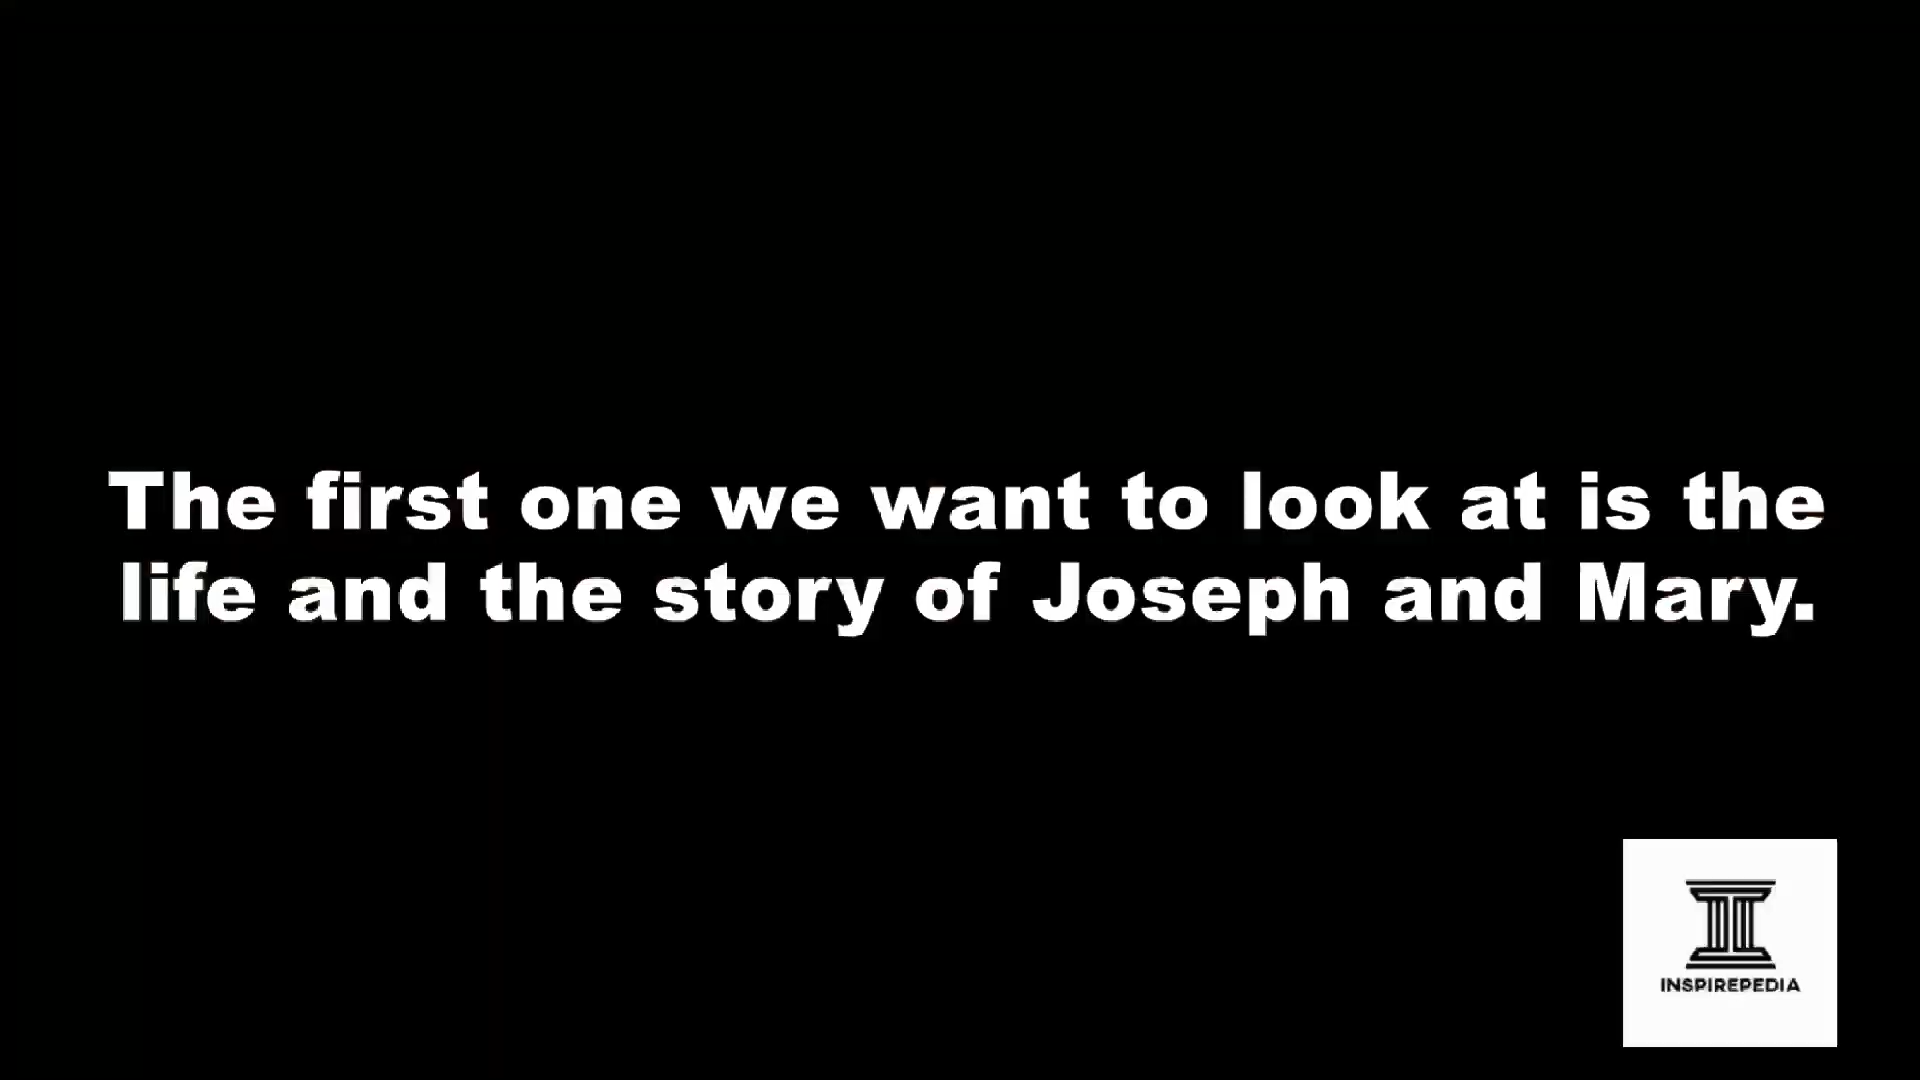 The first one we want to look at is the
life and the story of Joseph and Mary.
INSPIREPEDIA